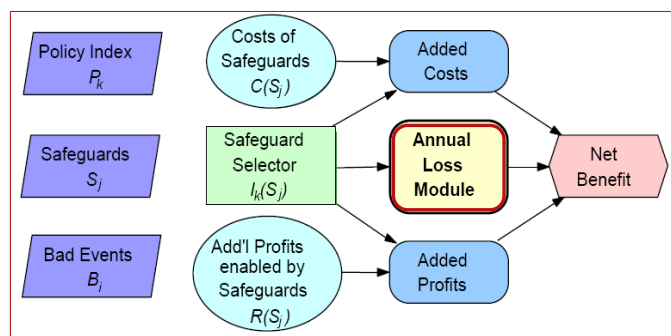 Policy Index
Pk
Costs of
Safeguards
C(Sj)
Added
Costs
Safeguards
Sj
Safeguard
Selector
Ik(Sj)
Annual
Loss
Module
Net
Benefit
Bad Events
Bi
Add'l Profits
enabled by
Safeguards
R(Sj)
Added
Profits